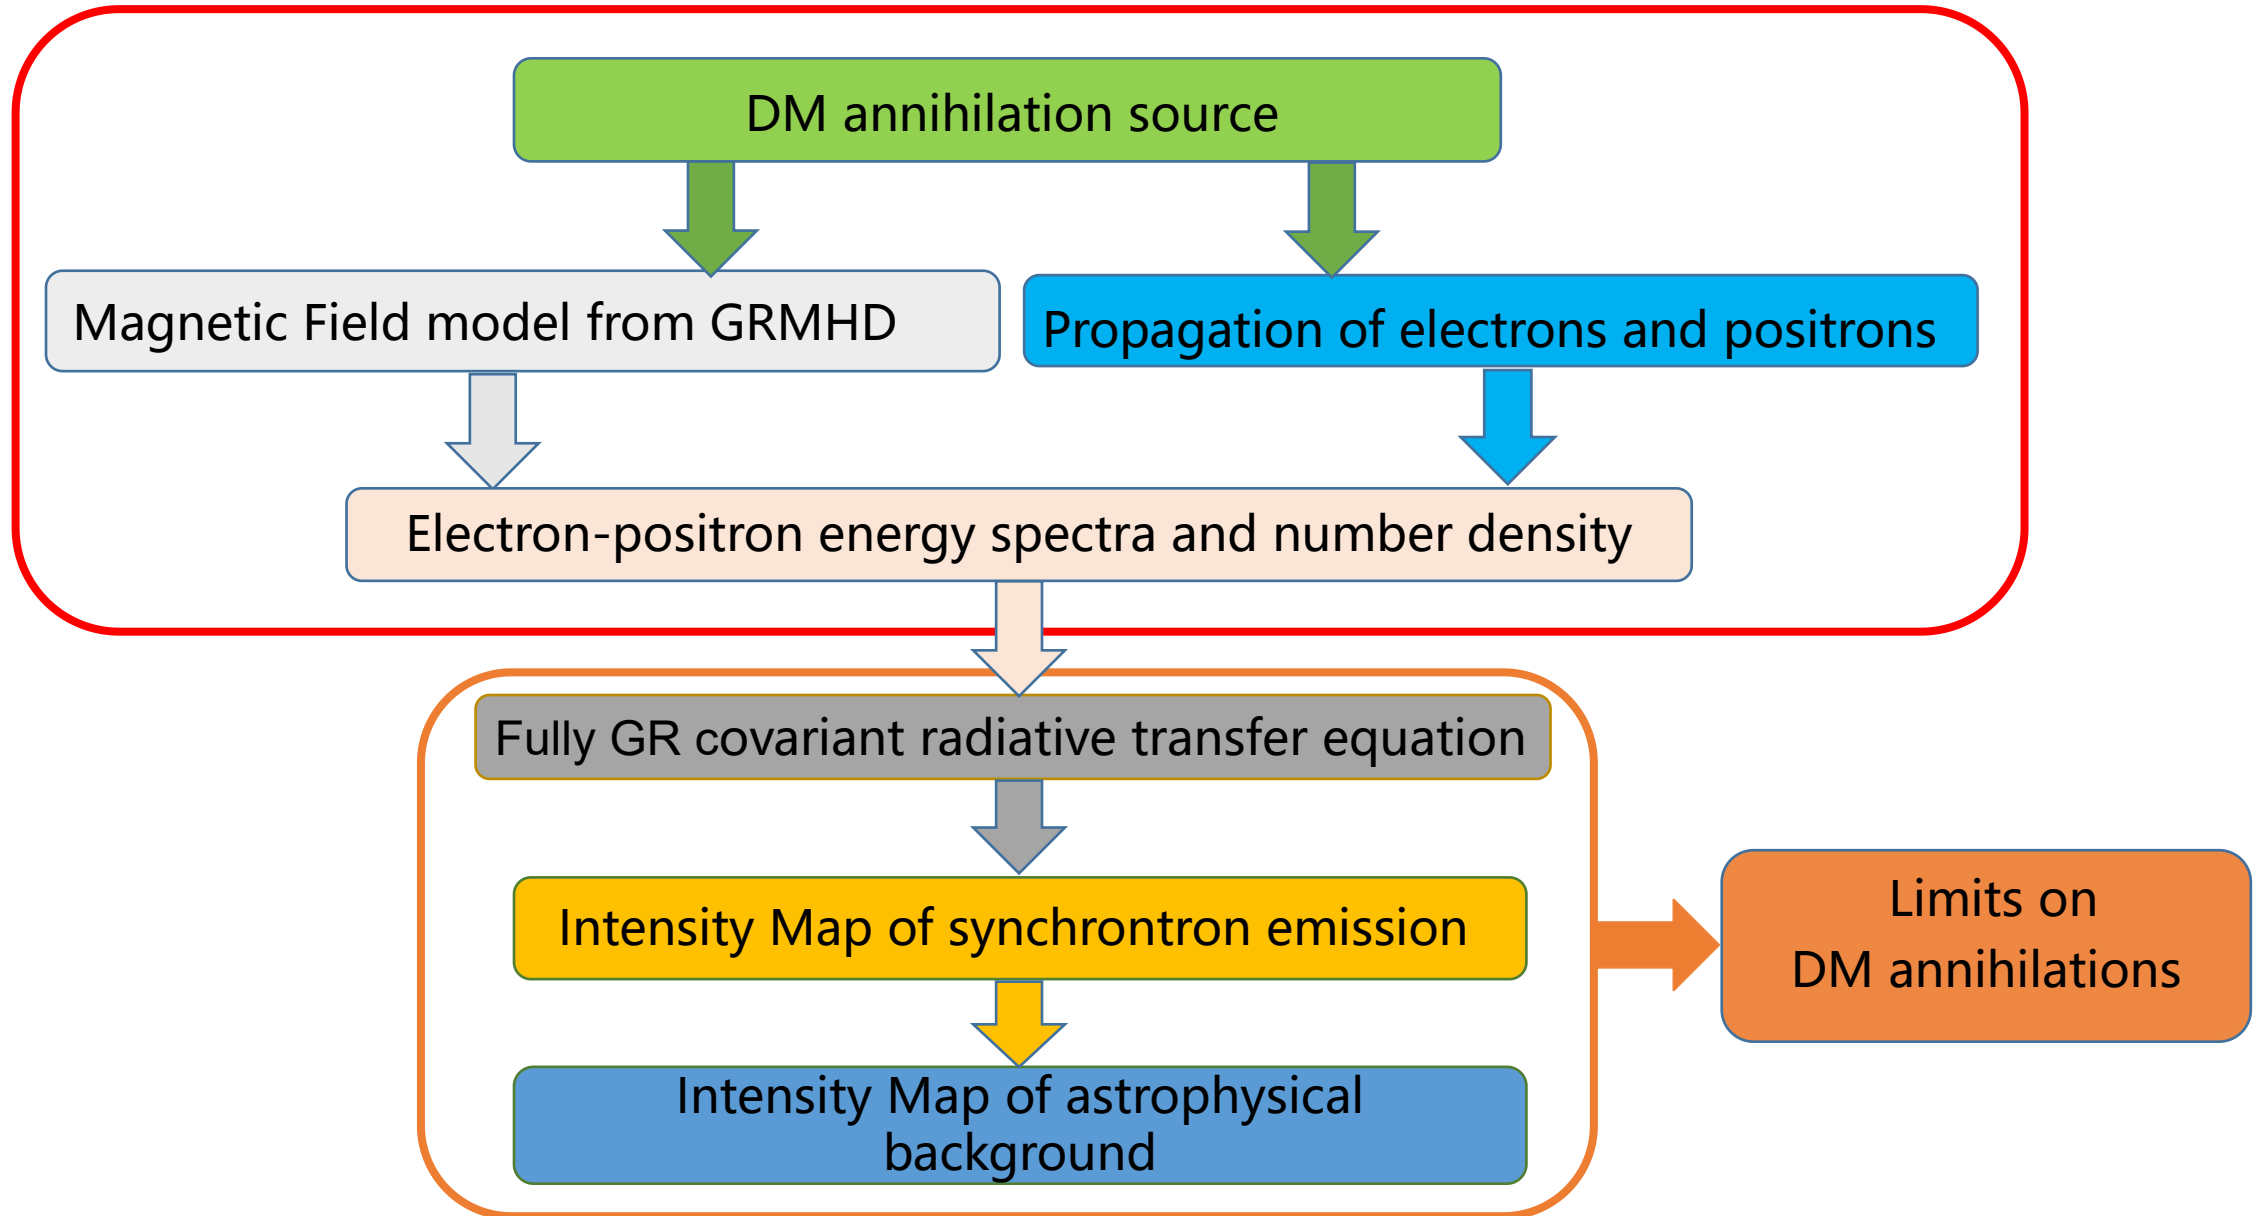 DM annihilation source
Magnetic Field model from GRMHD
Propagation of electrons and positrons
Electron-positron energy spectra and number density
Fully GR covariant radiative transfer equation
Intensity Map of synchrontron emission
Intensity Map of astrophysical
background
Limits on
DM annihilations